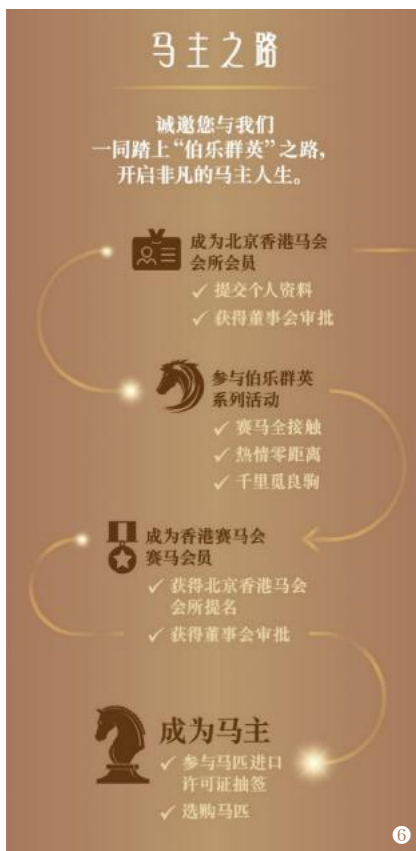 马主之路
诚邀您与我们
一同踏上“伯乐群英”之路，
开启非凡的马主人生。
成为北京香港马会
会所会员
✓ 提交个人资料
✓ 获得董事会审批
参与伯乐群英
系列活动
✓ 赛马全接触
✓ 热情零距离
✓ 千里觅良驹
成为香港赛马会
赛马会员
✓ 获得北京香港马会
会所提名
✓ 获得董事会审批
成为马主
✓ 参与马匹进口
许可证抽签
✓ 选购马匹
6